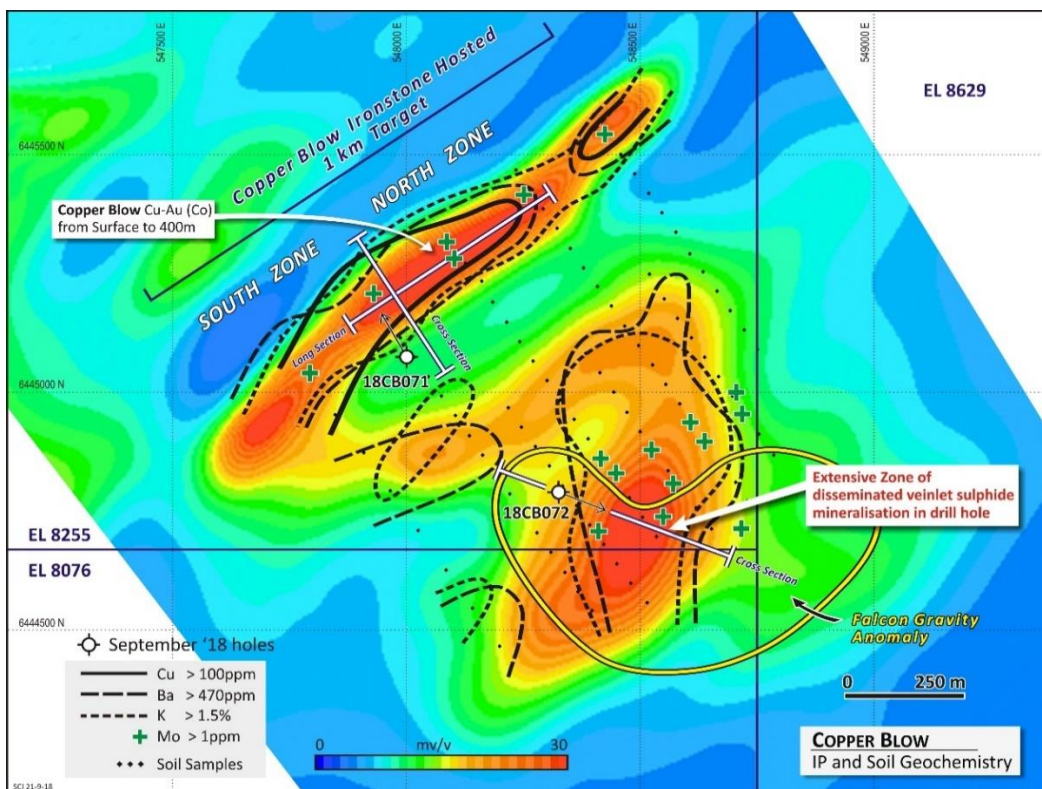 547500 E
548000 E
548500 E
549000 E
EL 8629
6445500 N
Copper Blow Ironstone Hosted
1 km Target
NORTH ZONE
Copper Blow Cu-Au (Co)
from Surface to 400m
SOUTH ZONE
Long Section
Cross Section
18CB071
6445000 N
Extensive Zone of
disseminated veinlet sulphide
mineralisation in drill hole
18CB072
EL 8255
EL 8076
Cross Section
Falcon Gravity
Anomaly
6444500 N
September '18 holes
Cu > 100ppm
Ba > 470ppm
K > 1.5%
Mo > 1ppm
Soil Samples
0 mv/v 30
0 250 m
COPPER BLOW
IP and Soil Geochemistry
SCI 21-9-18